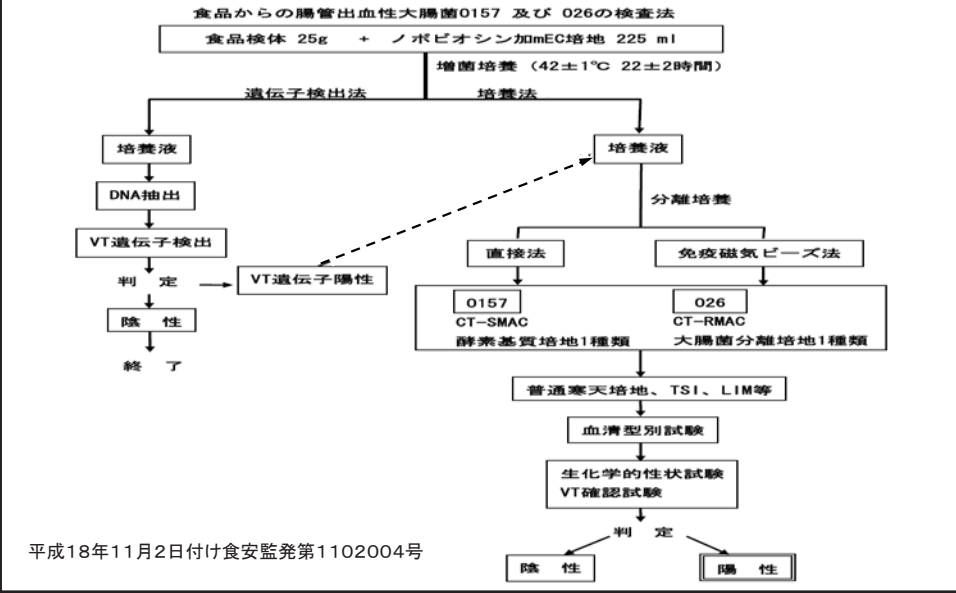 食品からの腸管出血性大腸菌O157 及び O26の検査法
食品検体 25g + ノボビオシン加mEC培地 225 ml
増菌培養 (42±1℃ 22±2時間)
遺伝子検出法
培養法
培養液
DNA抽出
VT遺伝子検出
判 定
VT遺伝子陽性
陰 性
終 了
培養液
分離培養
直接法
免疫磁気ビーズ法
O157
CT-SMAC
酵素基質培地1種類
O26
CT-RMAC
大腸菌分離培地1種類
普通寒天培地、TSI、LIM等
血清型別試験
生化学的性状試験
VT確認試験
判 定
陰 性
陽 性
平成18年11月2日付け食安監発第1102004号